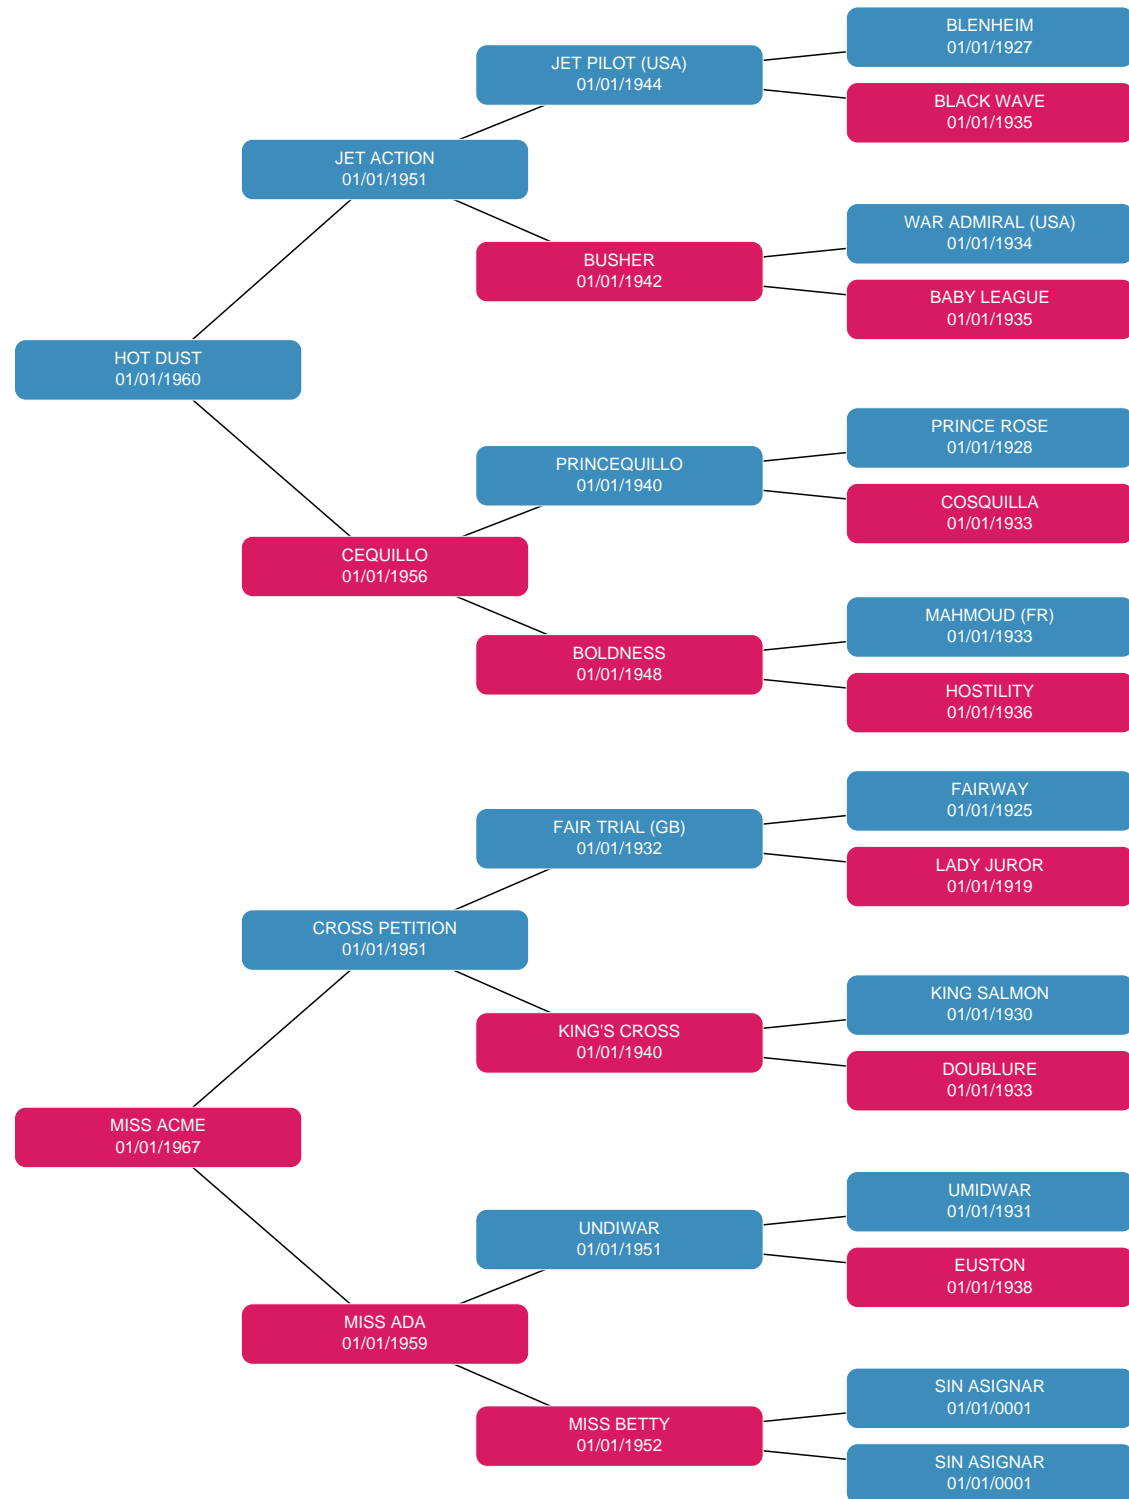 BLENHEIM
01/01/1927
JET PILOT (USA)
01/01/1944
BLACK WAVE
01/01/1935
JET ACTION
01/01/1951
WAR ADMIRAL (USA)
01/01/1934
BUSHER
01/01/1942
BABY LEAGUE
01/01/1935
HOT DUST
01/01/1960
PRINCE ROSE
01/01/1928
PRINCEQUILLO
01/01/1940
COSQUILLA
01/01/1933
CEQUILLO
01/01/1956
MAHMOUD (FR)
01/01/1933
BOLDNESS
01/01/1948
HOSTILITY
01/01/1936
FAIRWAY
01/01/1925
FAIR TRIAL (GB)
01/01/1932
LADY JUROR
01/01/1919
CROSS PETITION
01/01/1951
KING SALMON
01/01/1930
KING'S CROSS
01/01/1940
DOUBLURE
01/01/1933
MISS ACME
01/01/1967
UMIDWAR
01/01/1931
UNDIWAR
01/01/1951
EUSTON
01/01/1938
MISS ADA
01/01/1959
SIN ASIGNAR
01/01/0001
MISS BETTY
01/01/1952
SIN ASIGNAR
01/01/0001